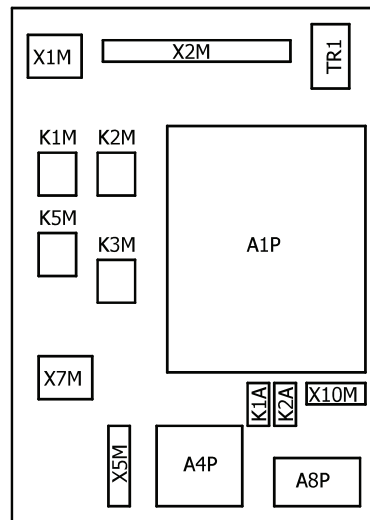 X1M
X2M
TR1
K1M
K2M
K5M
K3M
A1P
X7M
K1A
K2A
X10M
X5M
A4P
A8P